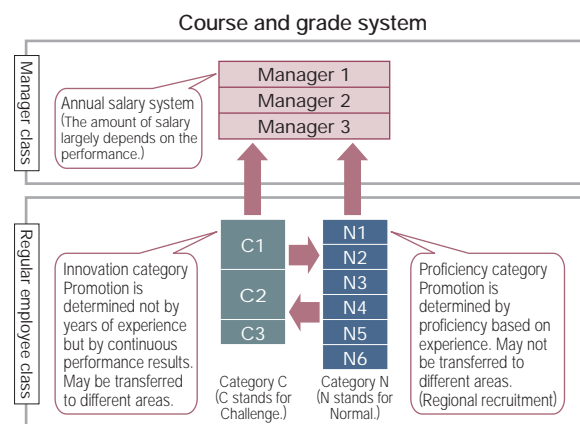 Course and grade system
Manager class
Annual salary system
(The amount of salary
largely depends on the
performance.)
Manager 1
Manager 2
Manager 3
Regular employee class
Innovation category
Promotion is
determined not by
years of experience
but by continuous
performance results.
May be transferred
to different areas.
C1
C2
C3
N1
N2
N3
N4
N5
N6
Proficiency category
Promotion is
determined by
proficiency based on
experience. May not
be transferred to
different areas.
(Regional recruitment)
Category C
(C stands for
Challenge.)
Category N
(N stands for
Normal.)